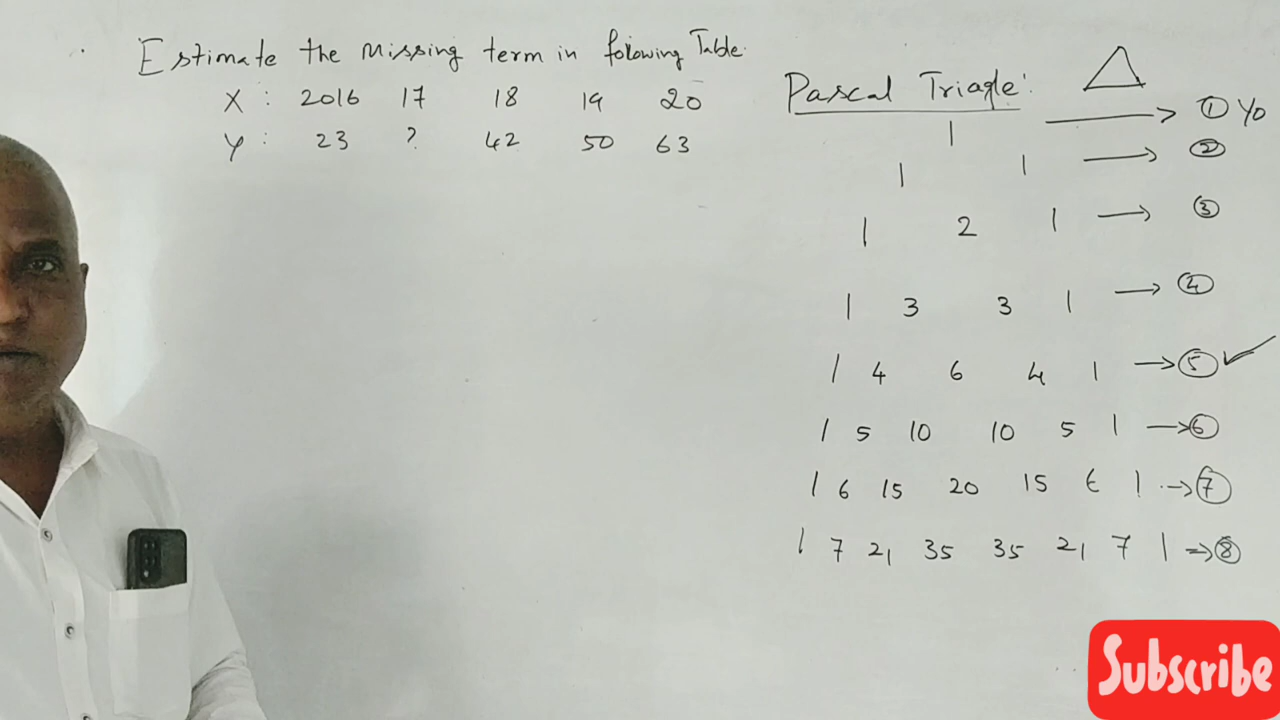 Estimate the Missing term in following Table.
X : 2016 17 18 19 20
Y : 23 ? 42 50 63
Pascal Triagle: △
1 → ① Y0
1 1 → ②
1 2 1 → ③
1 3 3 1 → ④
1 4 6 4 1 → ⑤ ✓
1 5 10 10 5 1 → ⑥
1 6 15 20 15 6 1 → ⑦
1 7 21 35 35 21 7 1 → ⑧
Subscribe